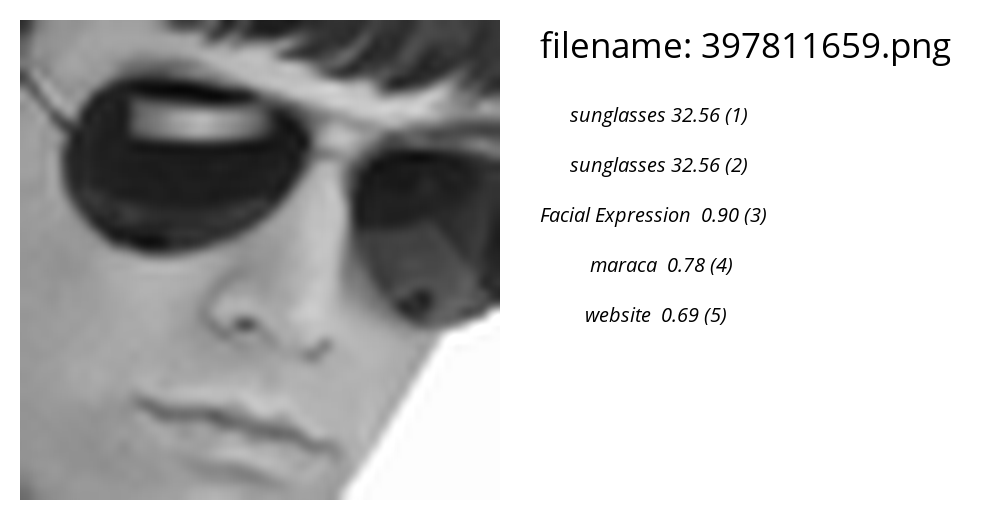 filename: 397811659.png
sunglasses 32.56 (1)
sunglasses 32.56 (2)
Facial Expression 0.90 (3)
maraca 0.78 (4)
website 0.69 (5)